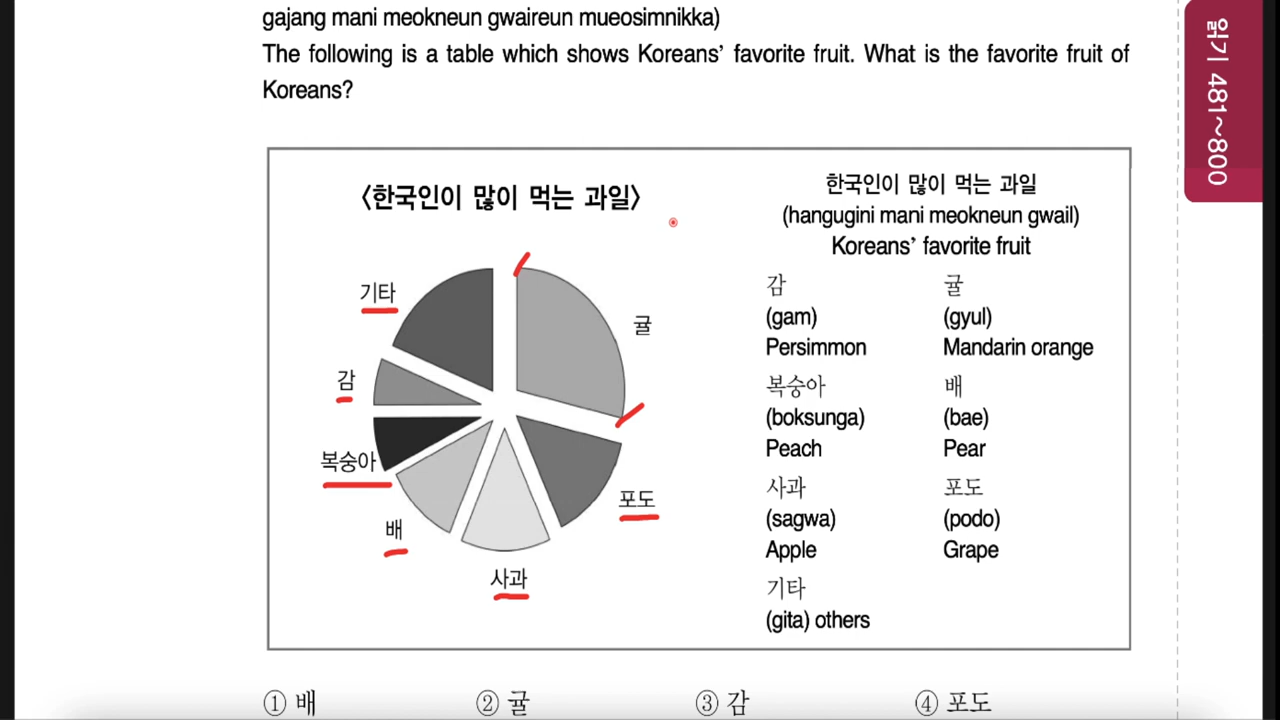 gajang mani meokneun gwaireun mueosimnikka)
The following is a table which shows Koreans' favorite fruit. What is the favorite fruit of
Koreans?
읽기 481~800
〈한국인이 많이 먹는 과일〉
기타
귤
감
복숭아
포도
배
사과
한국인이 많이 먹는 과일
(hangugini mani meokneun gwail)
Koreans' favorite fruit
감 귤
(gam) (gyul)
Persimmon Mandarin orange
복숭아 배
(boksunga) (bae)
Peach Pear
사과 포도
(sagwa) (podo)
Apple Grape
기타
(gita) others
① 배 ② 귤 ③ 감 ④ 포도